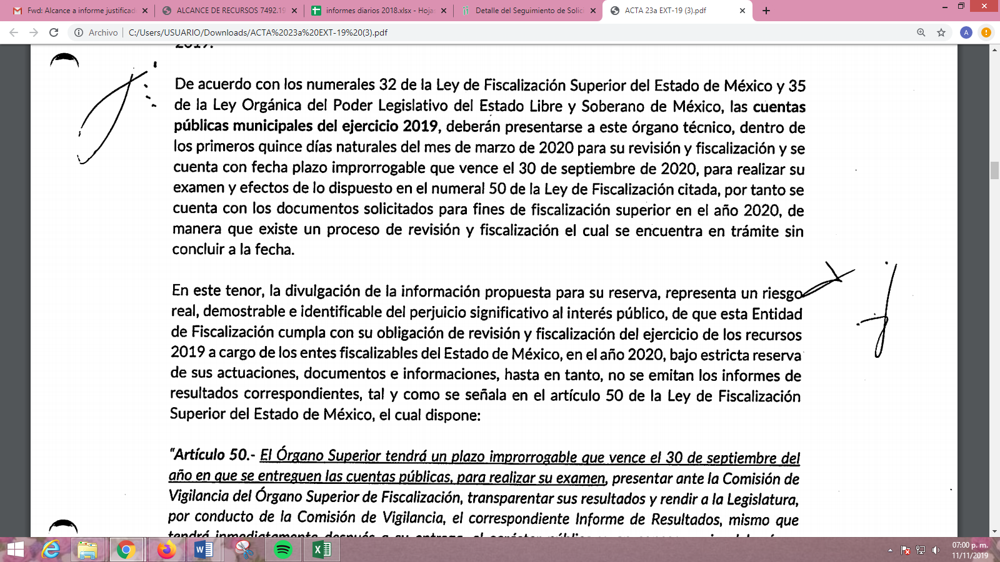 Fwd: Alcance a informe justificad
ALCANCE DE RECURSOS 7492.19
informes diarios 2018.xlsx - Hoja
Detalle del Seguimiento de Solici
ACTA 23a EXT-19 (3).pdf
Archivo
C:/Users/USUARIO/Downloads/ACTA%2023a%20EXT-19%20(3).pdf
A
2019.
De acuerdo con los numerales 32 de la Ley de Fiscalización Superior del Estado de México y 35
de la Ley Orgánica del Poder Legislativo del Estado Libre y Soberano de México, las cuentas
públicas municipales del ejercicio 2019, deberán presentarse a este órgano técnico, dentro de
los primeros quince días naturales del mes de marzo de 2020 para su revisión y fiscalización y se
cuenta con fecha plazo improrrogable que vence el 30 de septiembre de 2020, para realizar su
examen y efectos de lo dispuesto en el numeral 50 de la Ley de Fiscalización citada, por tanto se
cuenta con los documentos solicitados para fines de fiscalización superior en el año 2020, de
manera que existe un proceso de revisión y fiscalización el cual se encuentra en trámite sin
concluir a la fecha.
En este tenor, la divulgación de la información propuesta para su reserva, representa un riesgo
real, demostrable e identificable del perjuicio significativo al interés público, de que esta Entidad
de Fiscalización cumpla con su obligación de revisión y fiscalización del ejercicio de los recursos
2019 a cargo de los entes fiscalizables del Estado de México, en el año 2020, bajo estricta reserva
de sus actuaciones, documentos e informaciones, hasta en tanto, no se emitan los informes de
resultados correspondientes, tal y como se señala en el artículo 50 de la Ley de Fiscalización
Superior del Estado de México, el cual dispone:
"Artículo 50.- El Órgano Superior tendrá un plazo improrrogable que vence el 30 de septiembre del
año en que se entreguen las cuentas públicas, para realizar su examen, presentar ante la Comisión de
Vigilancia del Órgano Superior de Fiscalización, transparentar sus resultados y rendir a la Legislatura,
por conducto de la Comisión de Vigilancia, el correspondiente Informe de Resultados, mismo que
tendrá inmediatamente después a su entrega, el carácter público
07:00 p. m.
11/11/2019